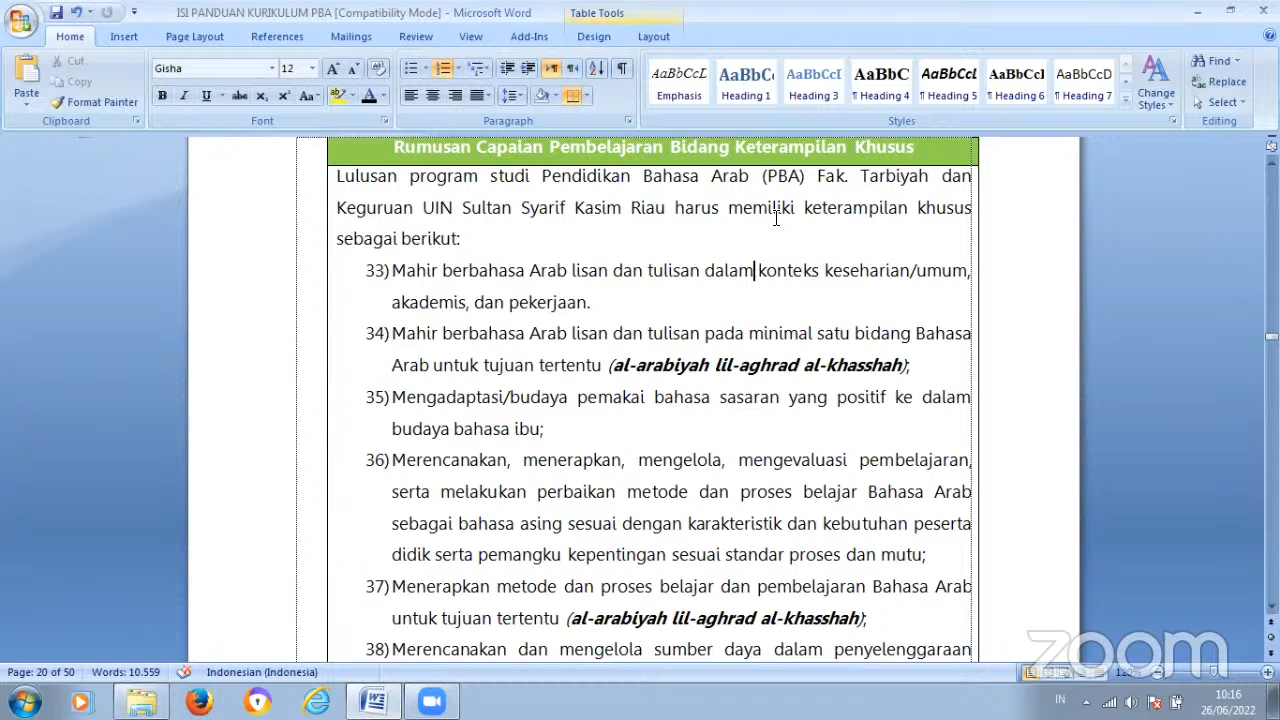 ISI PANDUAN KURIKULUM PBA [Compatibility Mode] - Microsoft Word
Table Tools
Home Insert Page Layout References Mailings Review View Add-Ins Design Layout
Cut
Copy
Format Painter
Paste
Gisha 12
AaBbCcL AaBbC AaBbCcI AaBbC AaBbCcL AaBbCcI AaBbCcD
Emphasis Heading 1 Heading 3 ¶ Heading 4 ¶ Heading 5 ¶ Heading 6 ¶ Heading 7
Change Styles
Find
Replace
Select
Clipboard Font Paragraph Styles Editing
Rumusan Capaian Pembelajaran Bidang Keterampilan Khusus
Lulusan program studi Pendidikan Bahasa Arab (PBA) Fak. Tarbiyah dan
Keguruan UIN Sultan Syarif Kasim Riau harus memiliki keterampilan khusus
sebagai berikut:
33) Mahir berbahasa Arab lisan dan tulisan dalam konteks keseharian/umum,
akademis, dan pekerjaan.
34) Mahir berbahasa Arab lisan dan tulisan pada minimal satu bidang Bahasa
Arab untuk tujuan tertentu (al-arabiyah lil-aghrad al-khasshah);
35) Mengadaptasi/budaya pemakai bahasa sasaran yang positif ke dalam
budaya bahasa ibu;
36) Merencanakan, menerapkan, mengelola, mengevaluasi pembelajaran,
serta melakukan perbaikan metode dan proses belajar Bahasa Arab
sebagai bahasa asing sesuai dengan karakteristik dan kebutuhan peserta
didik serta pemangku kepentingan sesuai standar proses dan mutu;
37) Menerapkan metode dan proses belajar dan pembelajaran Bahasa Arab
untuk tujuan tertentu (al-arabiyah lil-aghrad al-khasshah);
38) Merencanakan dan mengelola sumber daya dalam penyelenggaraan
zoom
Page: 20 of 50 Words: 10.559 Indonesian (Indonesia)
IN
10:16
26/06/2022